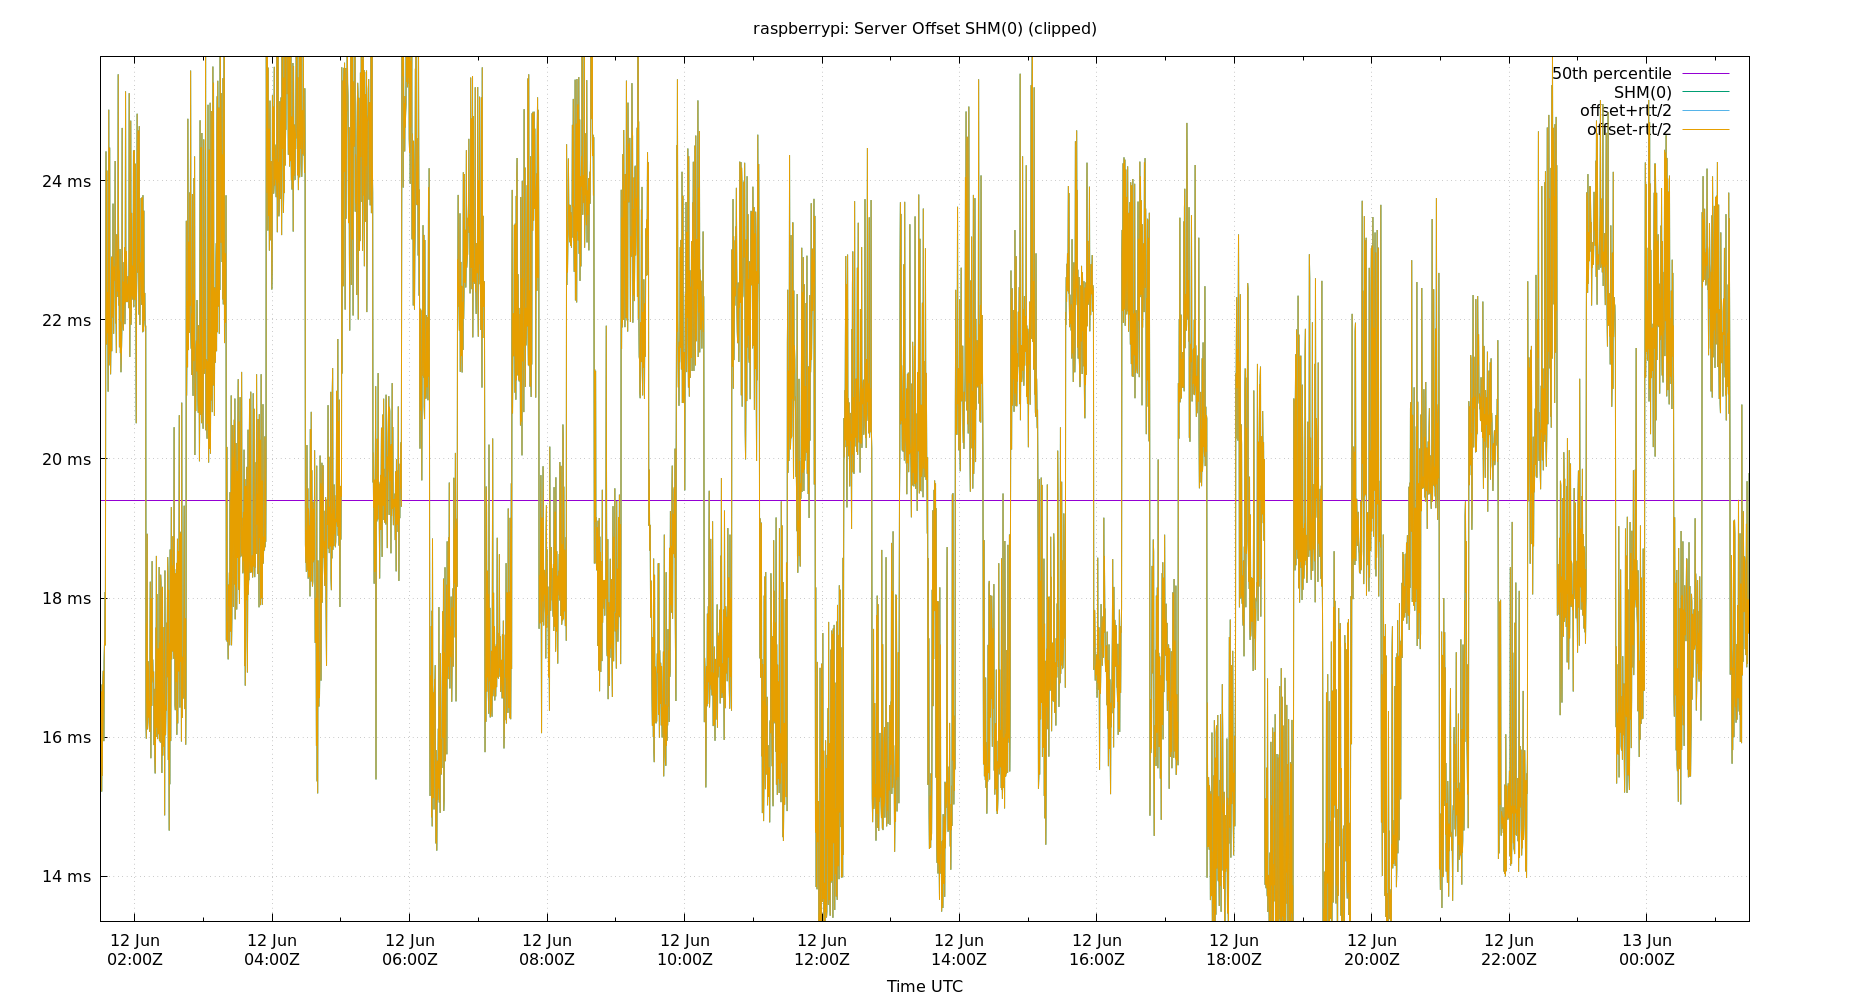 raspberrypi: Server Offset SHM(0) (clipped)
50th percentile
SHM(0)
offset+rtt/2
offset-rtt/2
24 ms
22 ms
20 ms
18 ms
16 ms
14 ms
12 Jun 12 Jun 12 Jun 12 Jun 12 Jun 12 Jun 12 Jun 12 Jun 12 Jun 12 Jun 12 Jun 13 Jun
02:00Z 04:00Z 06:00Z 08:00Z 10:00Z 12:00Z 14:00Z 16:00Z 18:00Z 20:00Z 22:00Z 00:00Z
Time UTC